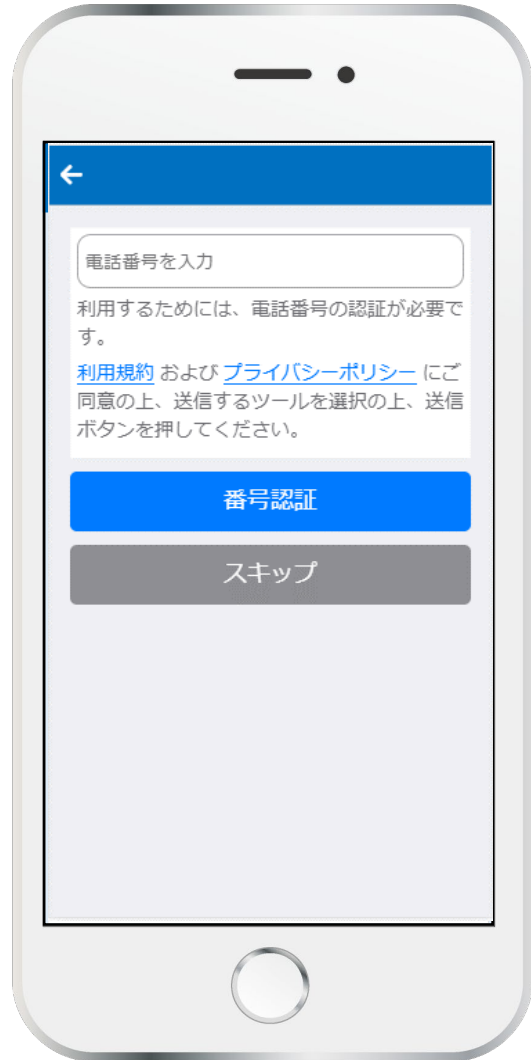 電話番号を入力
利用するためには、電話番号の認証が必要で
す。
利用規約 および プライバシーポリシー にご
同意の上、送信するツールを選択の上、送信
ボタンを押してください。
番号認証
スキップ